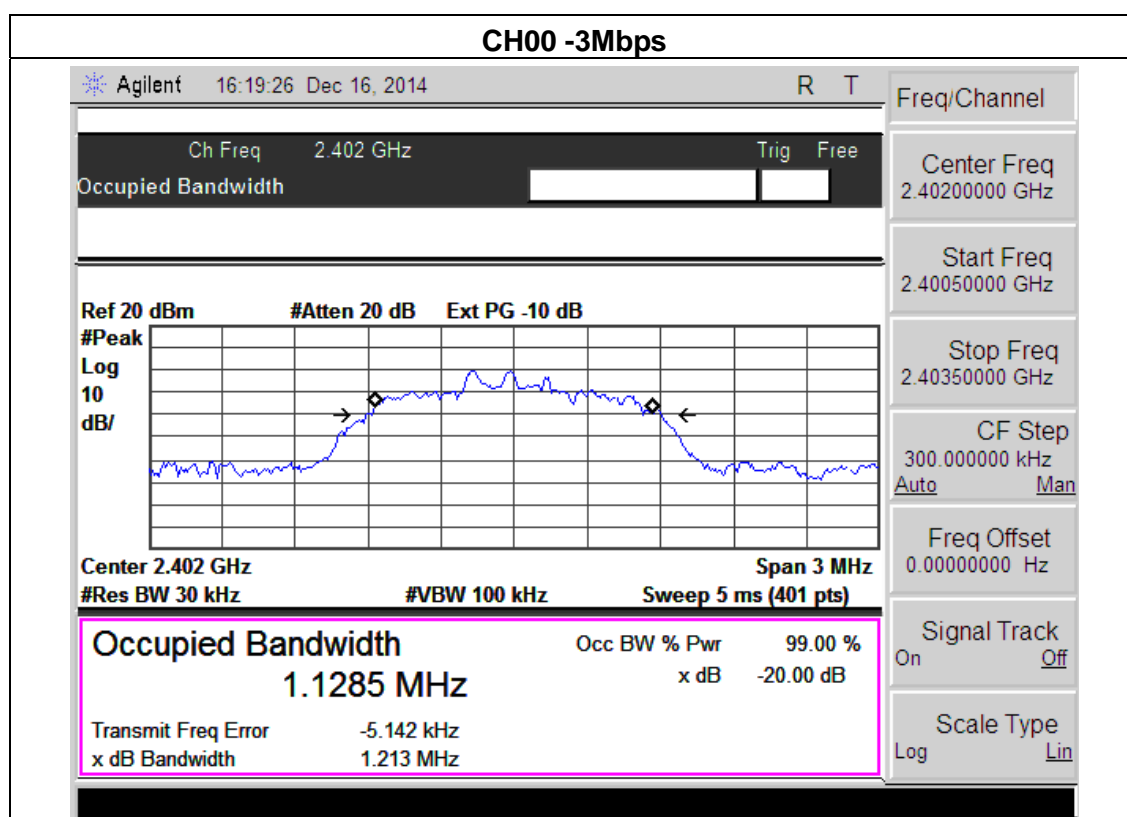 CH00 -3Mbps
Agilent 16:19:26 Dec 16, 2014 R T
Ch Freq 2.402 GHz Trig Free
Occupied Bandwidth
Ref 20 dBm #Atten 20 dB Ext PG -10 dB
#Peak
Log
10
dB/
Center 2.402 GHz Span 3 MHz
#Res BW 30 kHz #VBW 100 kHz Sweep 5 ms (401 pts)
Occupied Bandwidth Occ BW % Pwr 99.00 %
1.1285 MHz x dB -20.00 dB
Transmit Freq Error -5.142 kHz
x dB Bandwidth 1.213 MHz
Freq/Channel
Center Freq
2.40200000 GHz
Start Freq
2.40050000 GHz
Stop Freq
2.40350000 GHz
CF Step
300.000000 kHz
Auto Man
Freq Offset
0.00000000 Hz
Signal Track
On Off
Scale Type
Log Lin